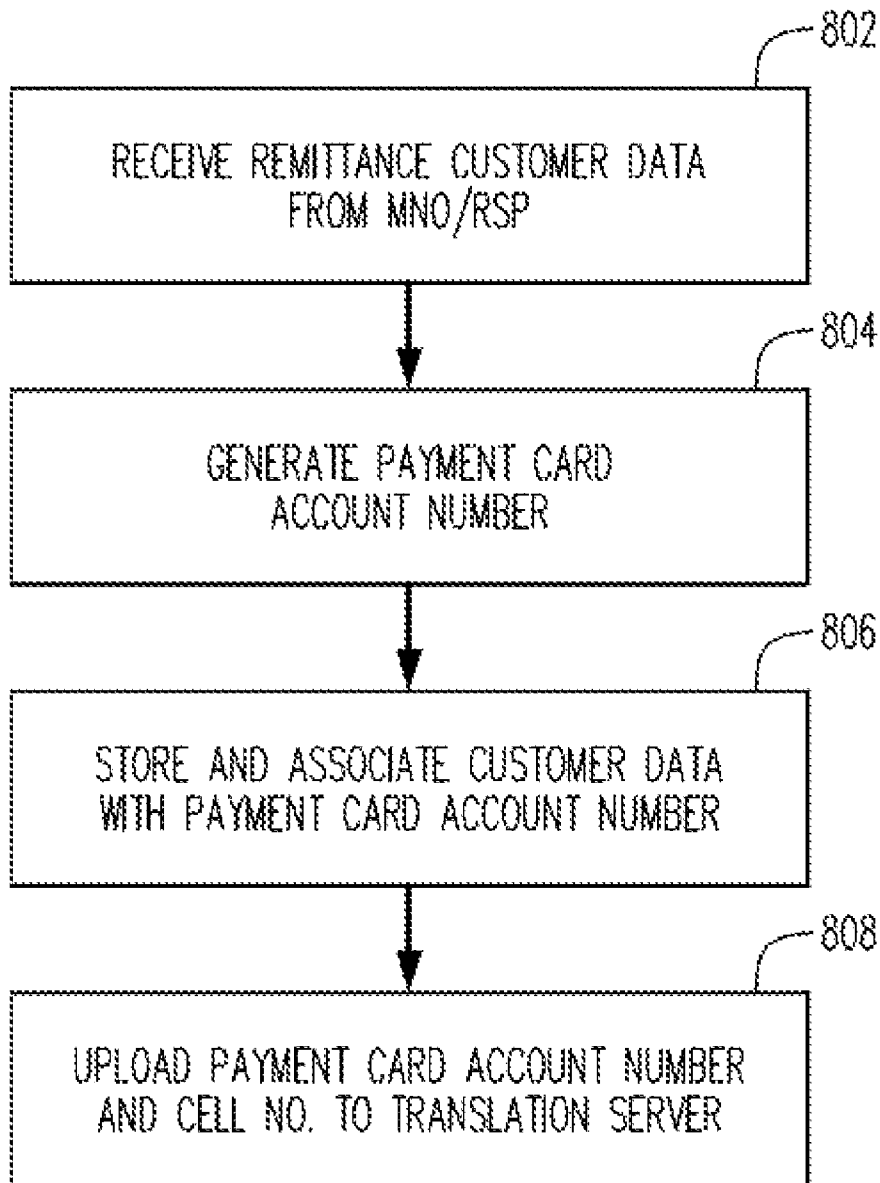 802
RECEIVE REMITTANCE CUSTOMER DATA
FROM MNO/RSP
804
GENERATE PAYMENT CARD
ACCOUNT NUMBER
806
STORE AND ASSOCIATE CUSTOMER DATA
WITH PAYMENT CARD ACCOUNT NUMBER
808
UPLOAD PAYMENT CARD ACCOUNT NUMBER
AND CELL NO. TO TRANSLATION SERVER